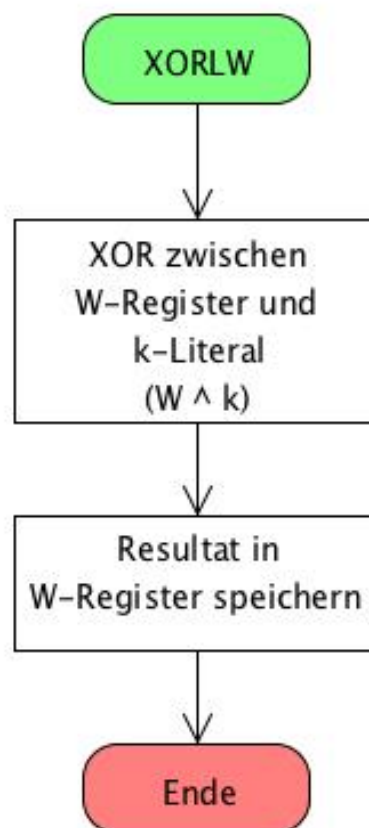 XORLW
XOR zwischen
W-Register und
k-Literal
(W ^ k)
Resultat in
W-Register speichern
Ende